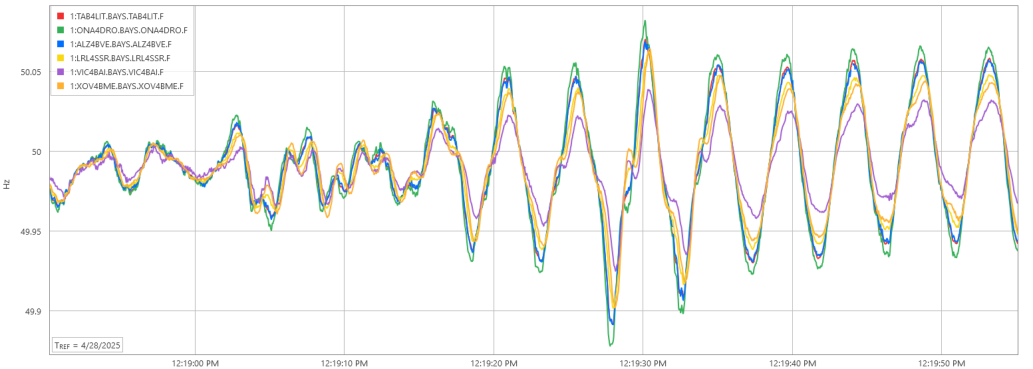 1:TAB4LIT.BAYS.TAB4LIT.F
1:ONA4DRO.BAYS.ONA4DRO.F
1:ALZ4BVE.BAYS.ALZ4BVE.F
1:LRL4SSR.BAYS.LRL4SSR.F
1:VIC4BAI.BAYS.VIC4BAI.F
1:XOV4BME.BAYS.XOV4BME.F
50.05
50
Hz
49.95
49.9
TREF = 4/28/2025
12:19:00 PM 12:19:10 PM 12:19:20 PM 12:19:30 PM 12:19:40 PM 12:19:50 PM